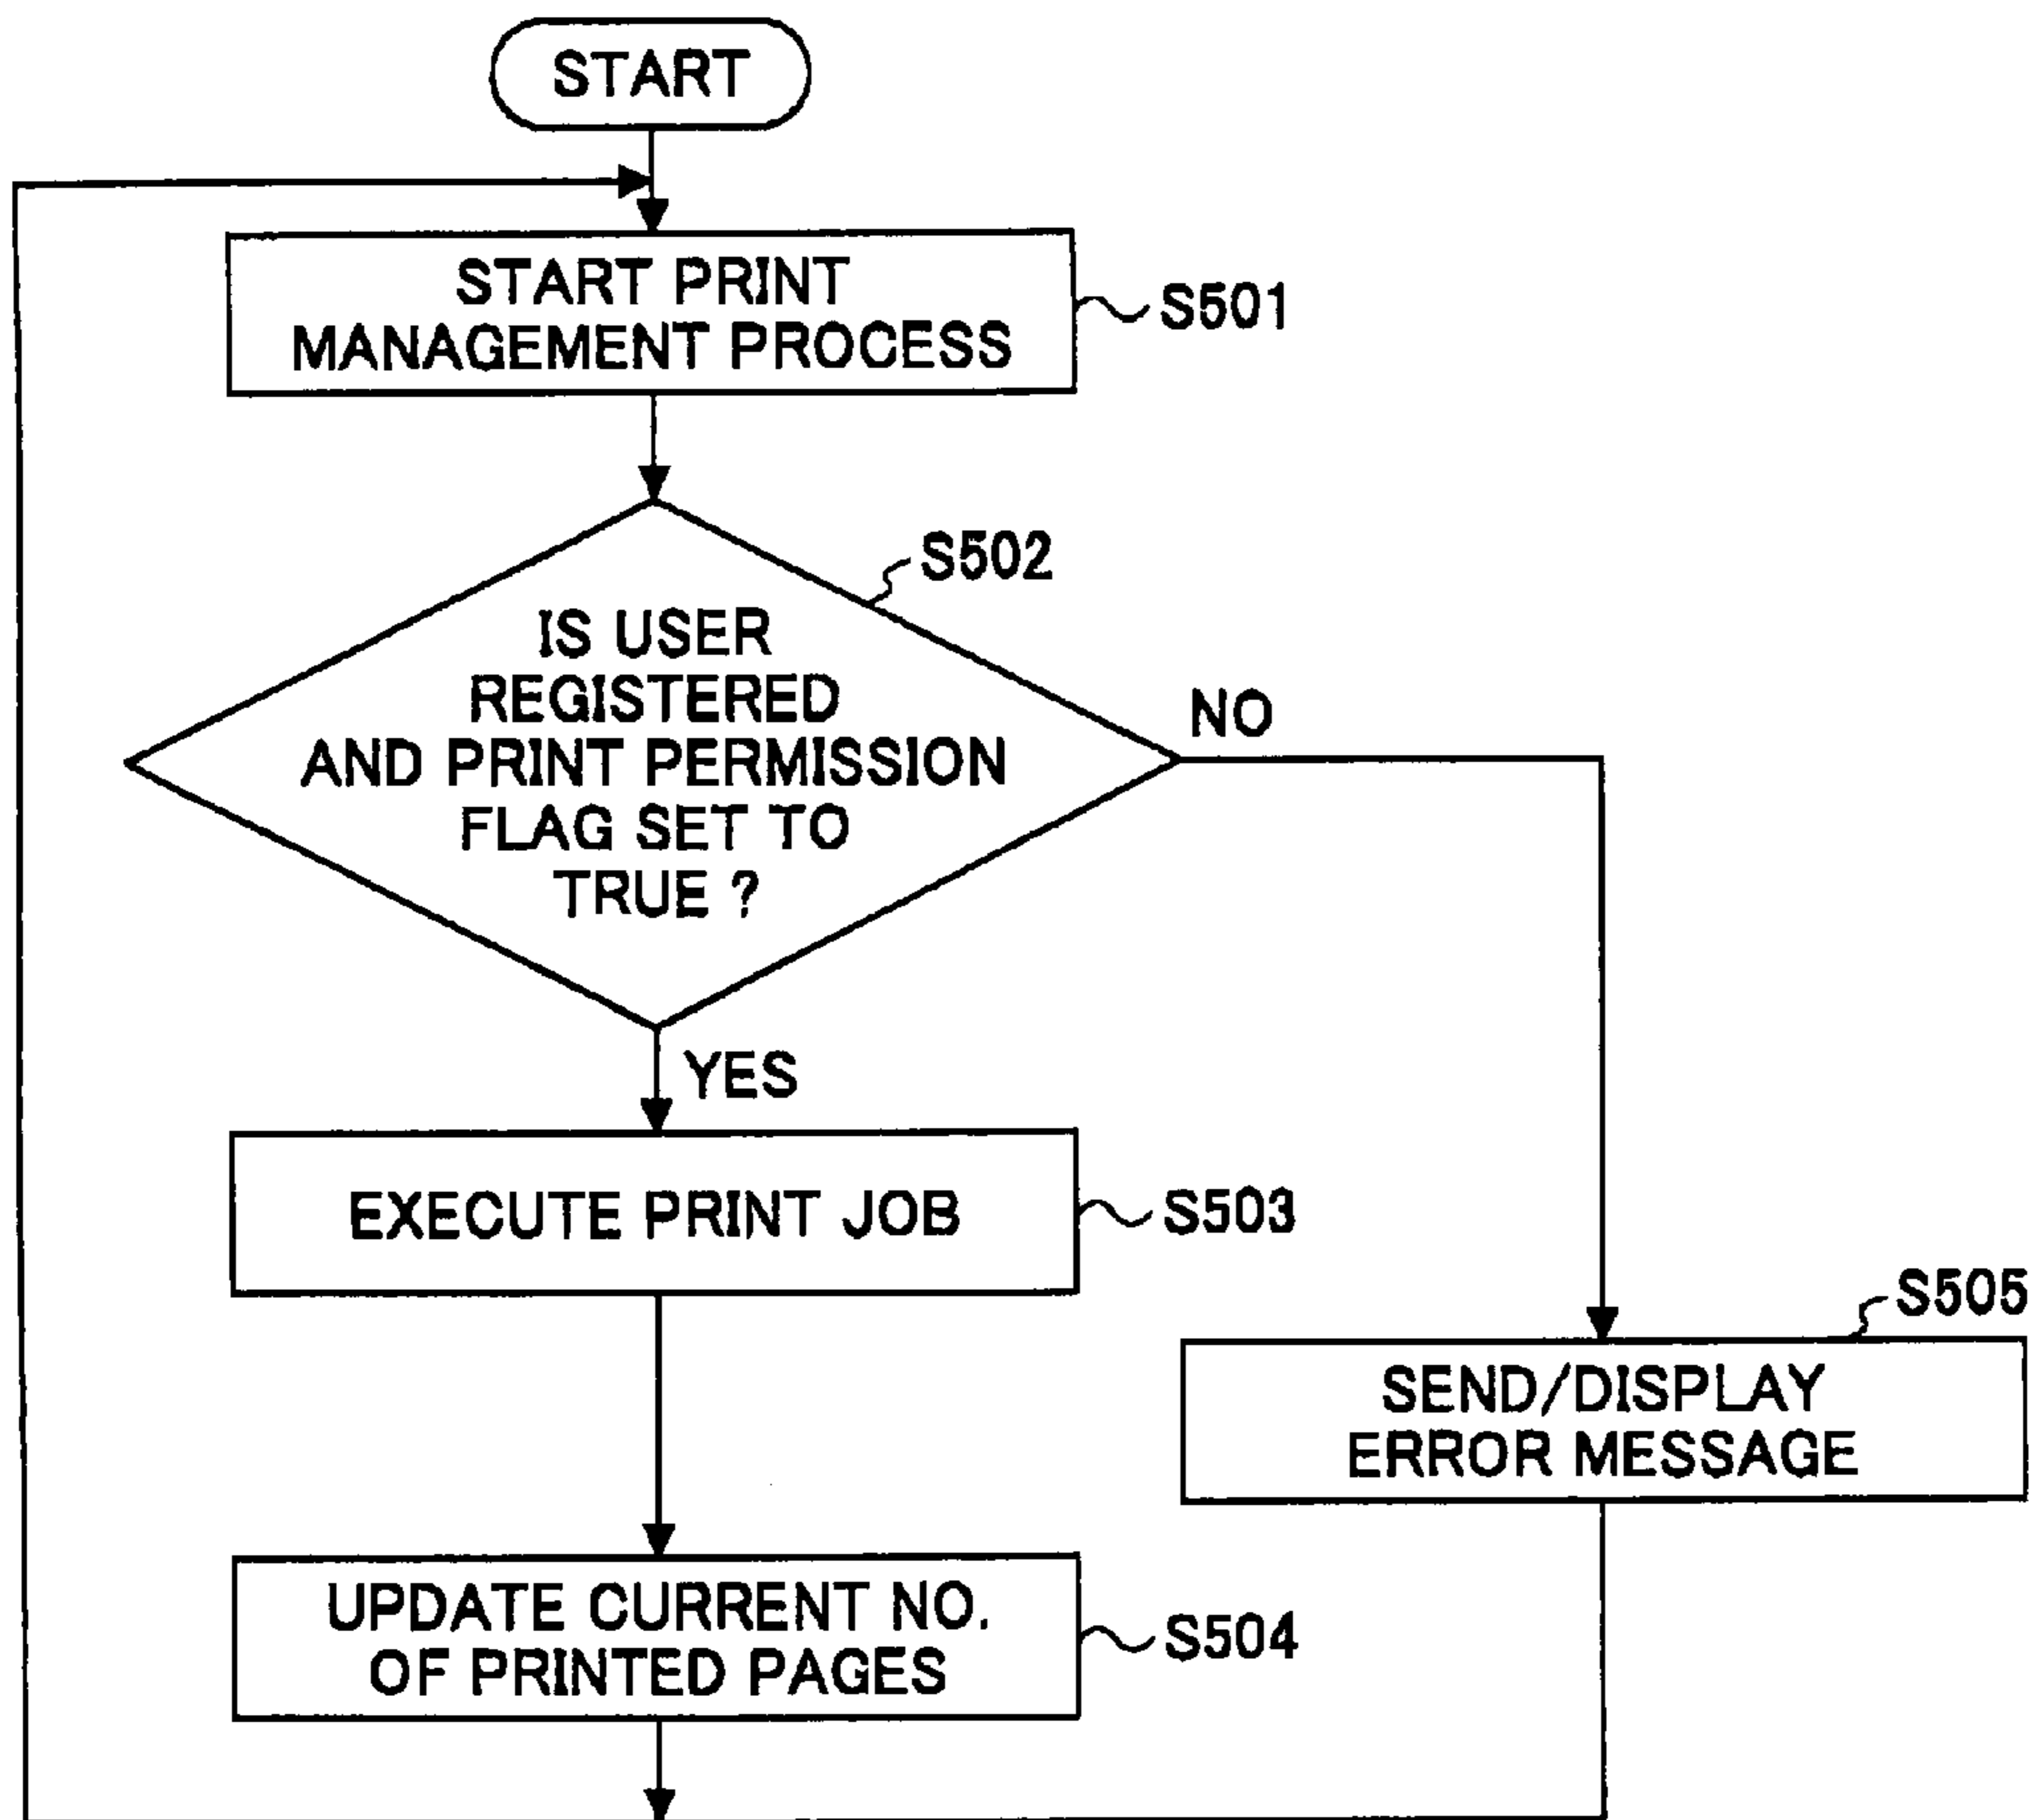 START
START PRINT
MANAGEMENT PROCESS
S501
S502
IS USER
REGISTERED
AND PRINT PERMISSION
FLAG SET TO
TRUE ?
NO
YES
EXECUTE PRINT JOB
S503
S505
SEND/DISPLAY
ERROR MESSAGE
UPDATE CURRENT NO.
OF PRINTED PAGES
S504